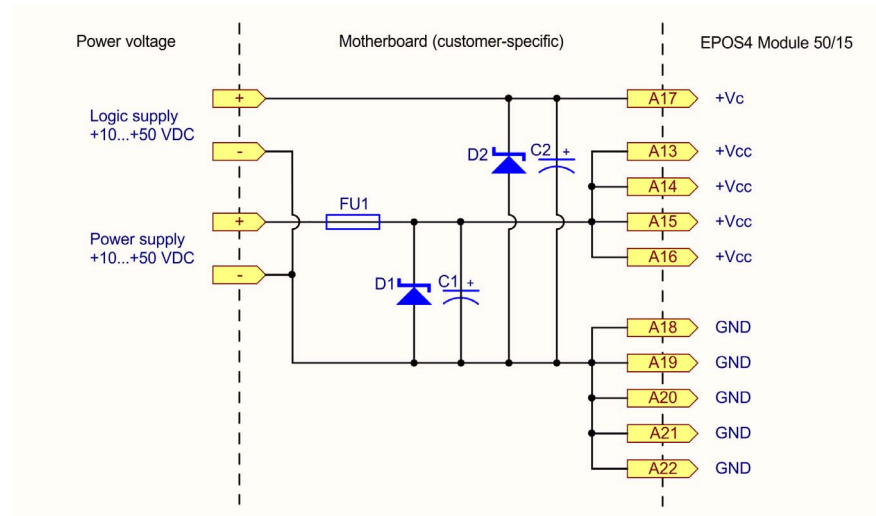 Power voltage
Motherboard (customer-specific)
EPOS4 Module 50/15
+
A17
+Vc
Logic supply
+10...+50 VDC
-
D2
C2
+
A13
+Vcc
A14
+Vcc
FU1
+
A15
+Vcc
Power supply
+10...+50 VDC
A16
+Vcc
-
D1
C1
+
A18
GND
A19
GND
A20
GND
A21
GND
A22
GND